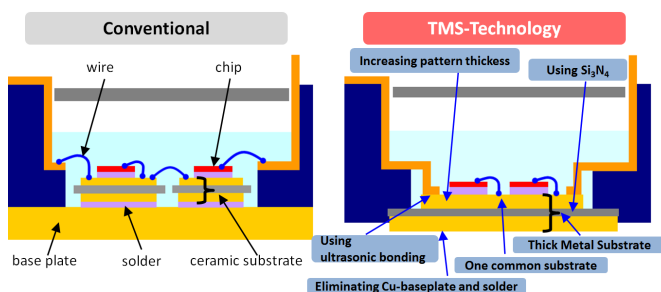 Conventional
TMS-Technology
wire
chip
Increasing pattern thickess
Using Si₃N₄
base plate
solder
ceramic substrate
Using
ultrasonic bonding
Thick Metal Substrate
One common substrate
Eliminating Cu-baseplate and solder